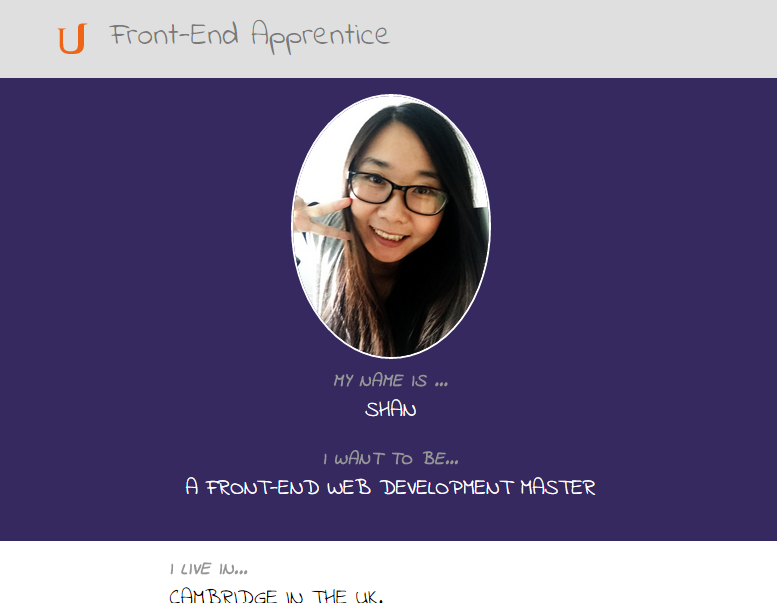 U Front-End Apprentice
MY NAME IS ...
SHAN
I WANT TO BE...
A FRONT-END WEB DEVELOPMENT MASTER
I LIVE IN...
CAMBRIDGE IN THE UK.